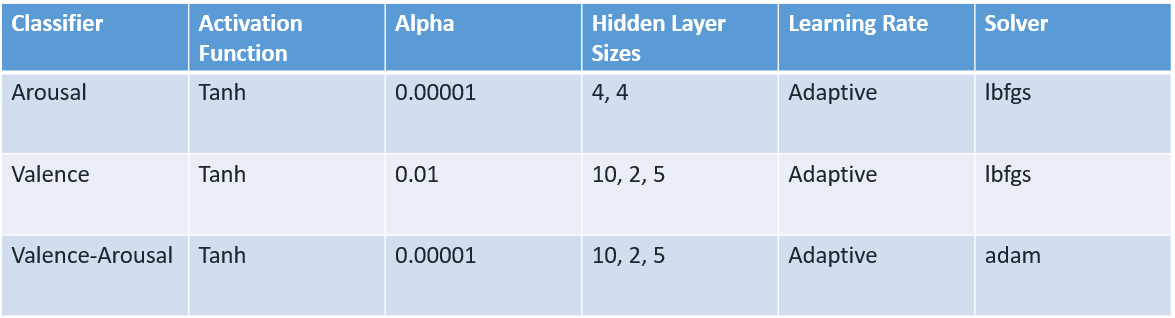 Classifier Activation Function Alpha Hidden Layer Sizes Learning Rate Solver
Arousal Tanh 0.00001 4, 4 Adaptive lbfgs
Valence Tanh 0.01 10, 2, 5 Adaptive lbfgs
Valence-Arousal Tanh 0.00001 10, 2, 5 Adaptive adam